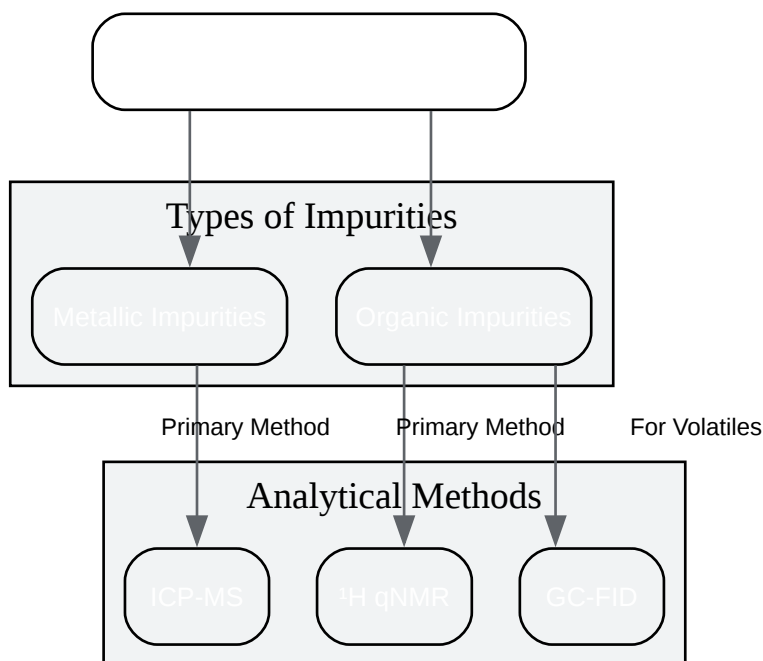 Types of Impurities
Metallic Impurities
Organic Impurities
Primary Method
Primary Method
For Volatiles
Analytical Methods
ICP-MS
¹H qNMR
GC-FID